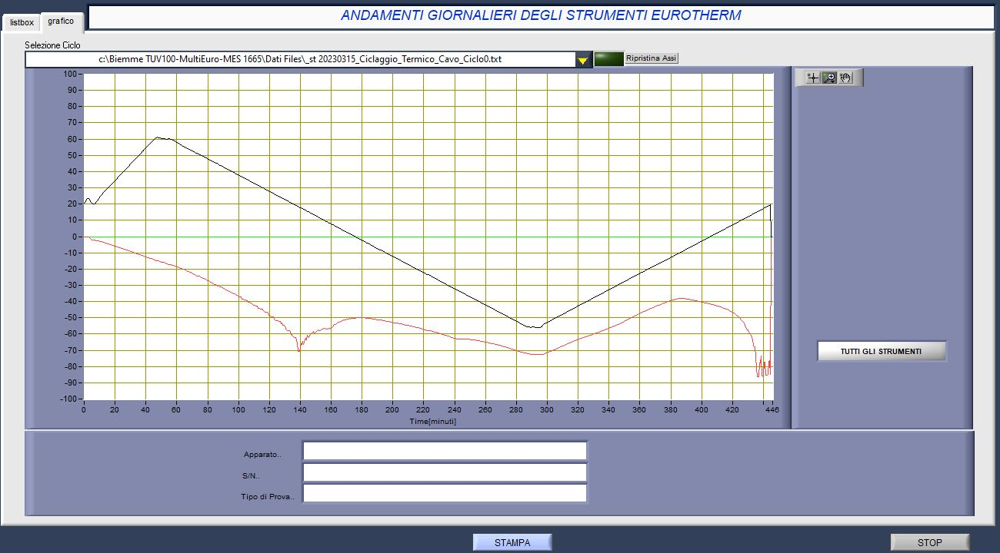 ANDAMENTI GIORNALIERI DEGLI STRUMENTI EUROTHERM
listbox
grafico
Selezione Ciclo
c:\Biemme TUV100-MultiEuro-MES 1665\Dati Files\_st 20230315_Ciclaggio_Termico_Cavo_Ciclo0.txt
Ripristina Assi
100
90
80
70
60
50
40
30
20
10
0
-10
-20
-30
-40
-50
-60
-70
-80
-90
-100
0 20 40 60 80 100 120 140 160 180 200 220 240 260 280 300 320 340 360 380 400 420 446
Time[minuti]
TUTTI GLI STRUMENTI
Apparato..
S/N..
Tipo di Prova..
STAMPA
STOP